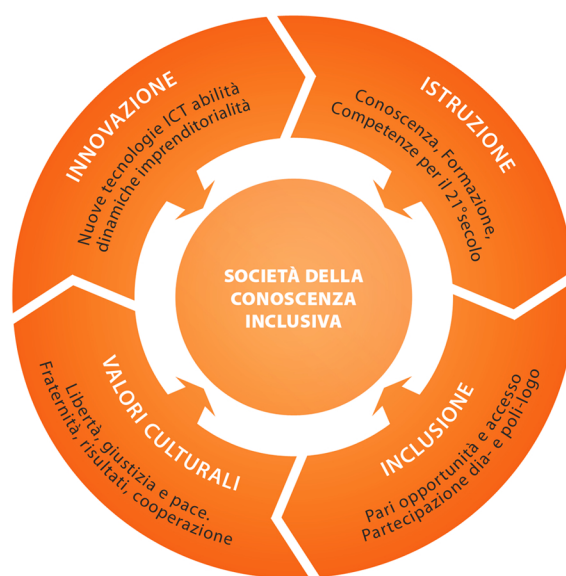 INNOVAZIONE
Nuove tecnologie ICT abilità
dinamiche imprenditorialità
ISTRUZIONE
Conoscenza, Formazione,
Competenze per il 21°secolo
SOCIETÀ DELLA
CONOSCENZA
INCLUSIVA
VALORI CULTURALI
Libertà, giustizia e pace.
Fraternità, risultati, cooperazione
INCLUSIONE
Pari opportunità e accesso
Partecipazione dia- e poli-logo